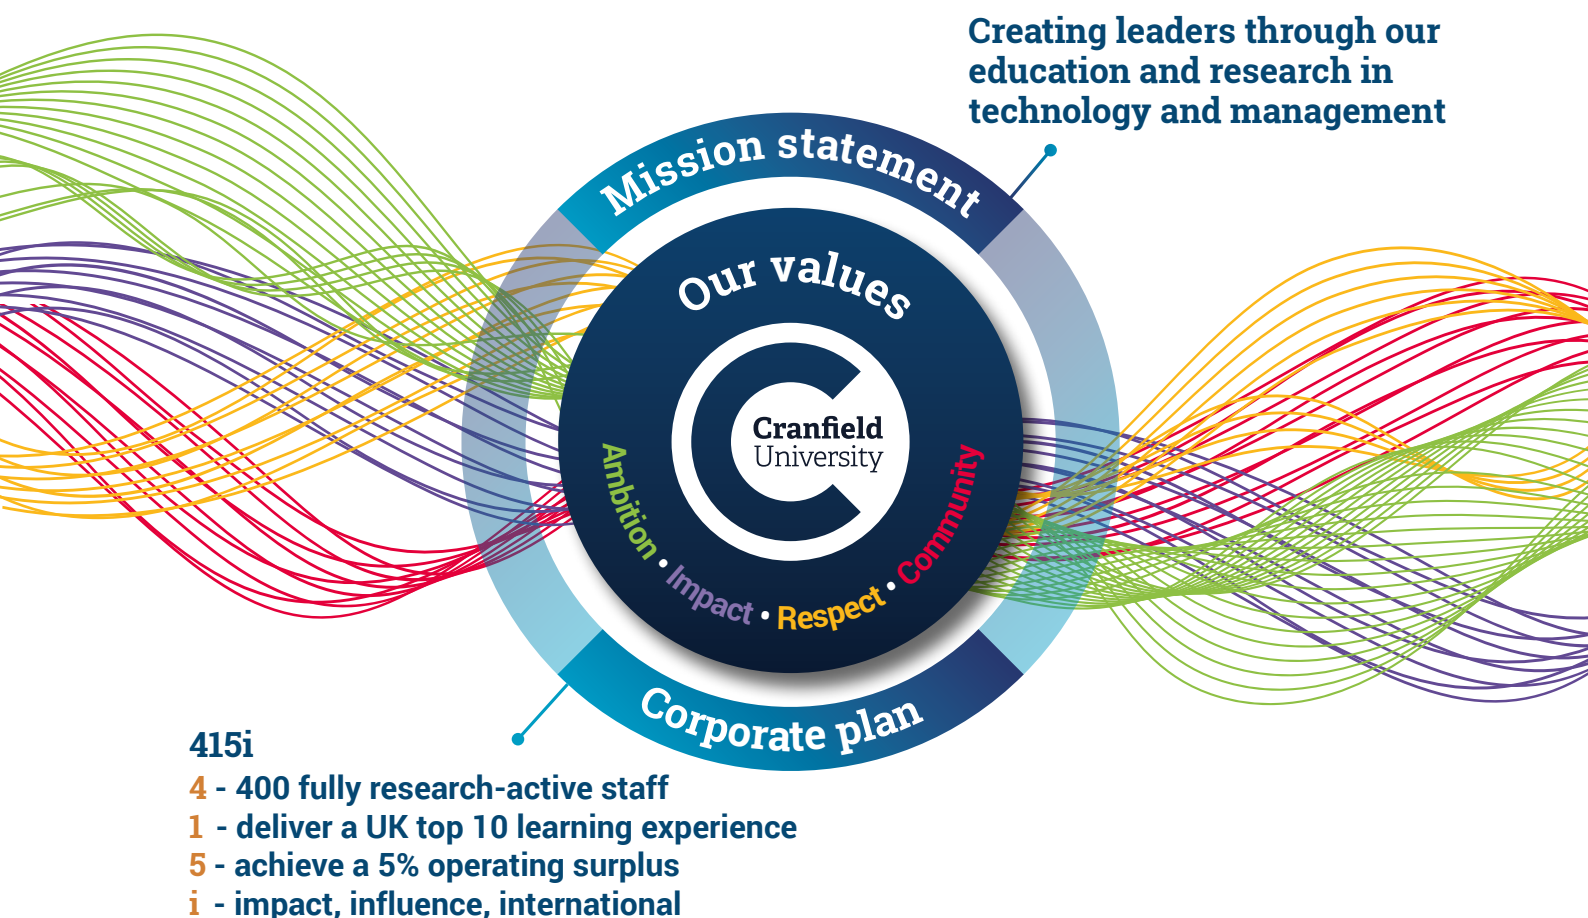 Creating leaders through our
education and research in
technology and management
Mission statement
Our values
Cranfield
University
Ambition • Impact • Respect • Community
Corporate plan
415i
4 - 400 fully research-active staff
1 - deliver a UK top 10 learning experience
5 - achieve a 5% operating surplus
i - impact, influence, international